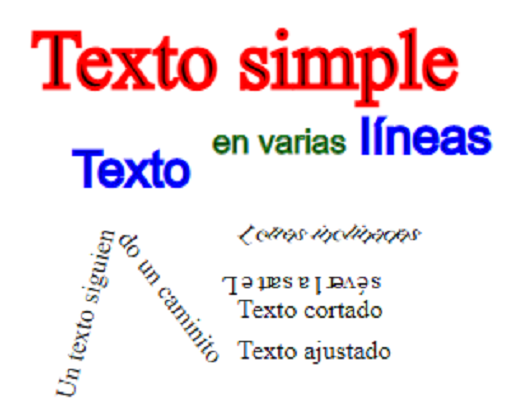 Texto simple
Texto en varias líneas
Un texto siguiendo un caminito
Letras inclinadas
Letras al revés
Texto cortado
Texto ajustado